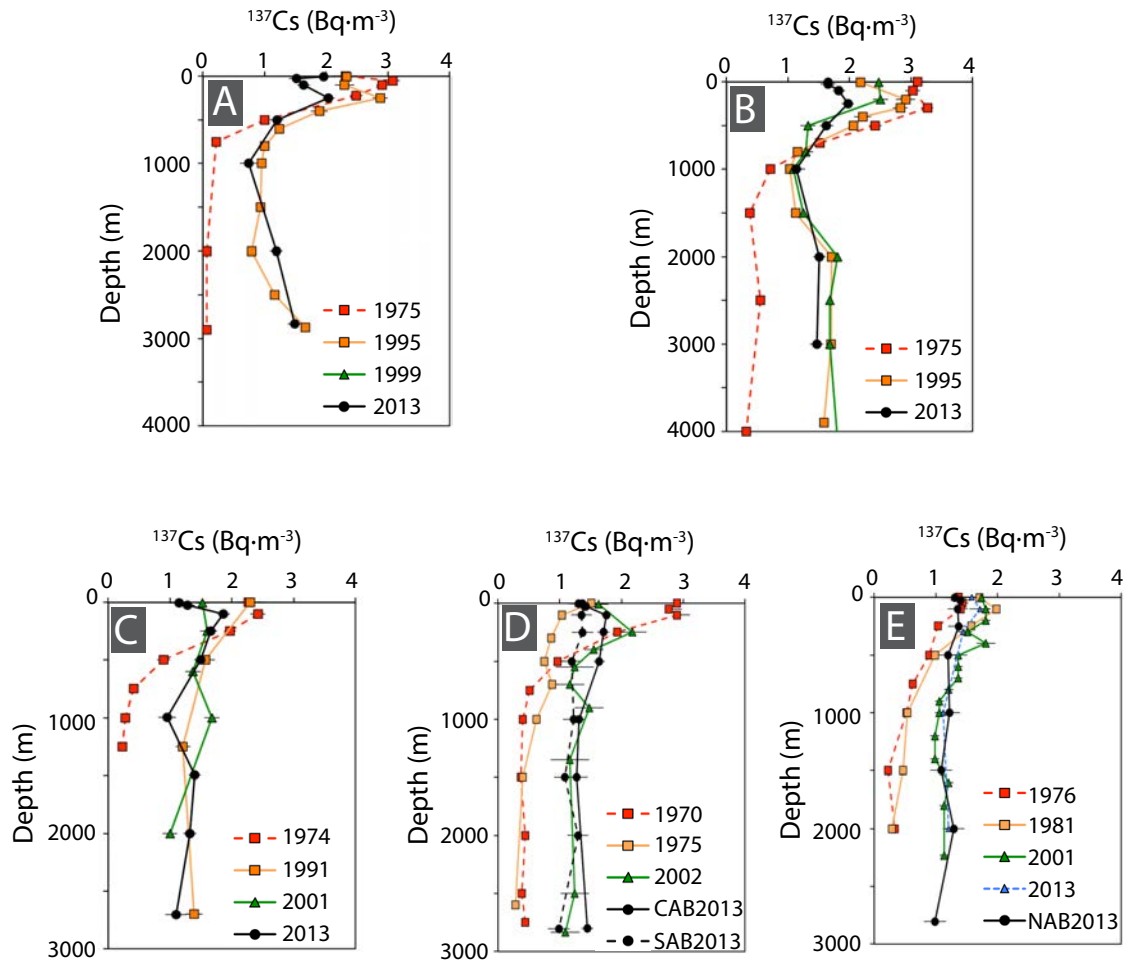 ¹³⁷Cs (Bq·m⁻³)
0 1 2 3 4
A
0
1000
2000
3000
4000
Depth (m)
1975
1995
1999
2013
¹³⁷Cs (Bq·m⁻³)
0 1 2 3 4
B
0
1000
2000
3000
4000
Depth (m)
1975
1995
2013
¹³⁷Cs (Bq·m⁻³)
0 1 2 3 4
C
0
1000
2000
3000
Depth (m)
1974
1991
2001
2013
¹³⁷Cs (Bq·m⁻³)
0 1 2 3 4
D
0
1000
2000
3000
Depth (m)
1970
1975
2002
CAB2013
SAB2013
¹³⁷Cs (Bq·m⁻³)
0 1 2 3 4
E
0
1000
2000
3000
Depth (m)
1976
1981
2001
2013
NAB2013